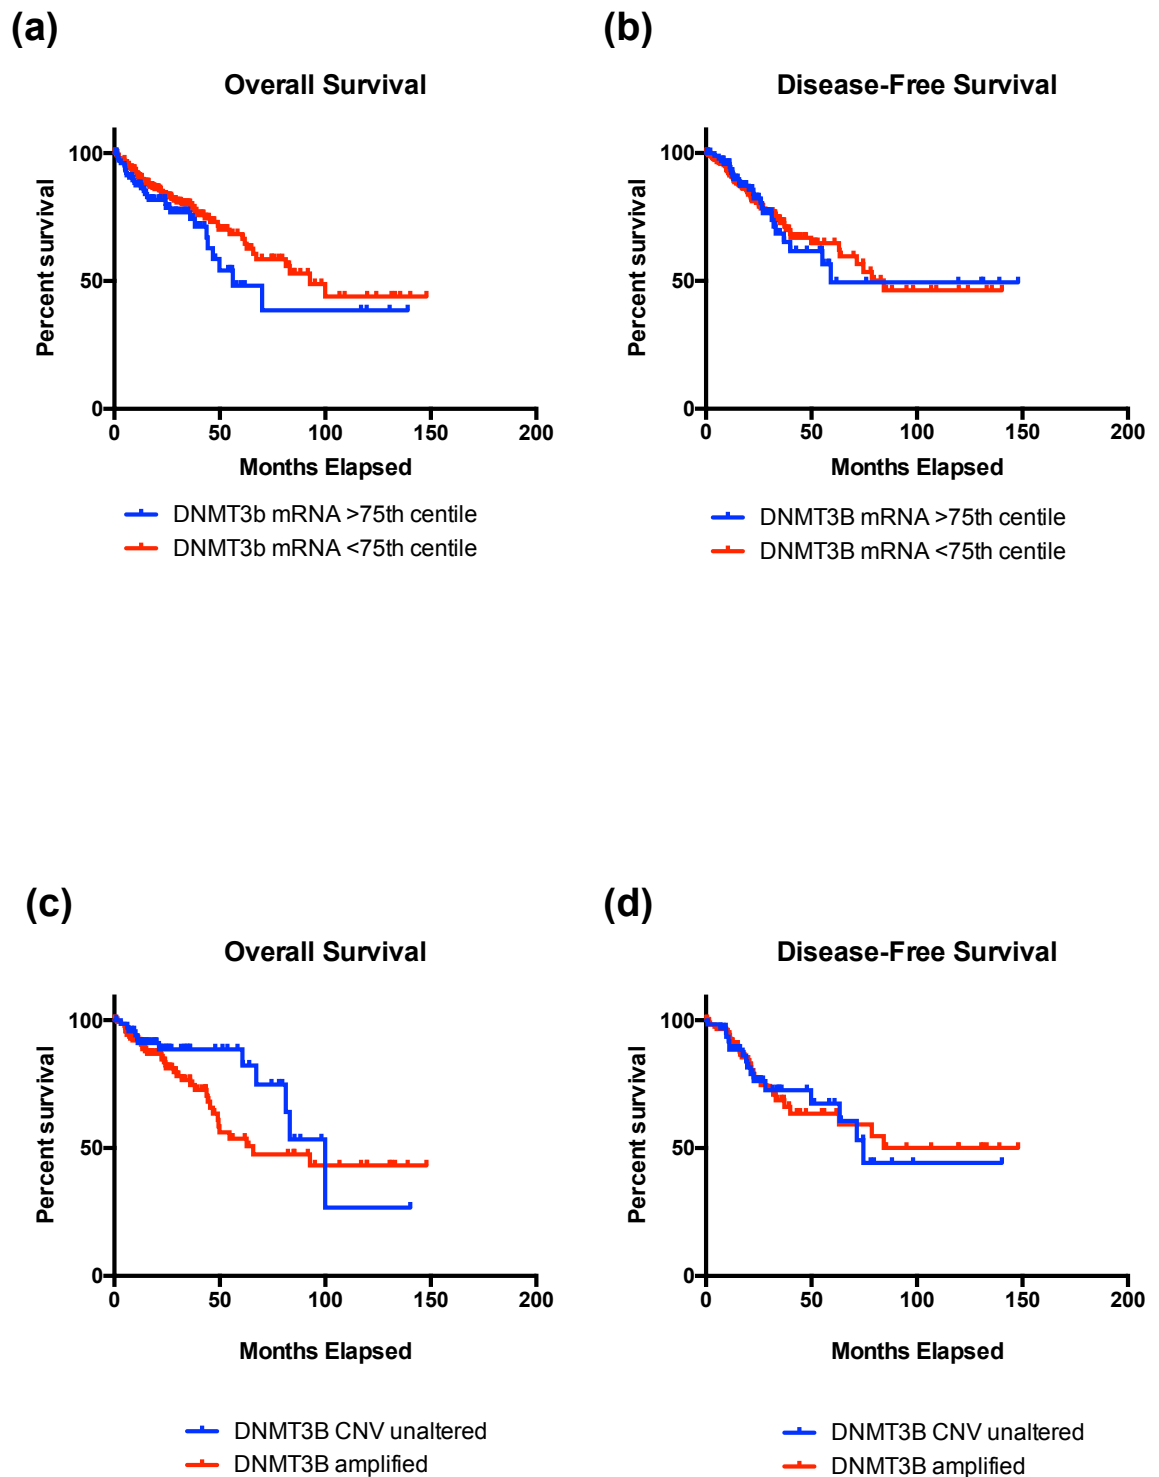 (a)
Overall Survival
Percent survival
100
50
0
0 50 100 150 200
Months Elapsed
DNMT3b mRNA >75th centile
DNMT3b mRNA <75th centile
(b)
Disease-Free Survival
Percent survival
100
50
0
0 50 100 150 200
Months Elapsed
DNMT3B mRNA >75th centile
DNMT3B mRNA <75th centile
(c)
Overall Survival
Percent survival
100
50
0
0 50 100 150 200
Months Elapsed
DNMT3B CNV unaltered
DNMT3B amplified
(d)
Disease-Free Survival
Percent survival
100
50
0
0 50 100 150 200
Months Elapsed
DNMT3B CNV unaltered
DNMT3B amplified